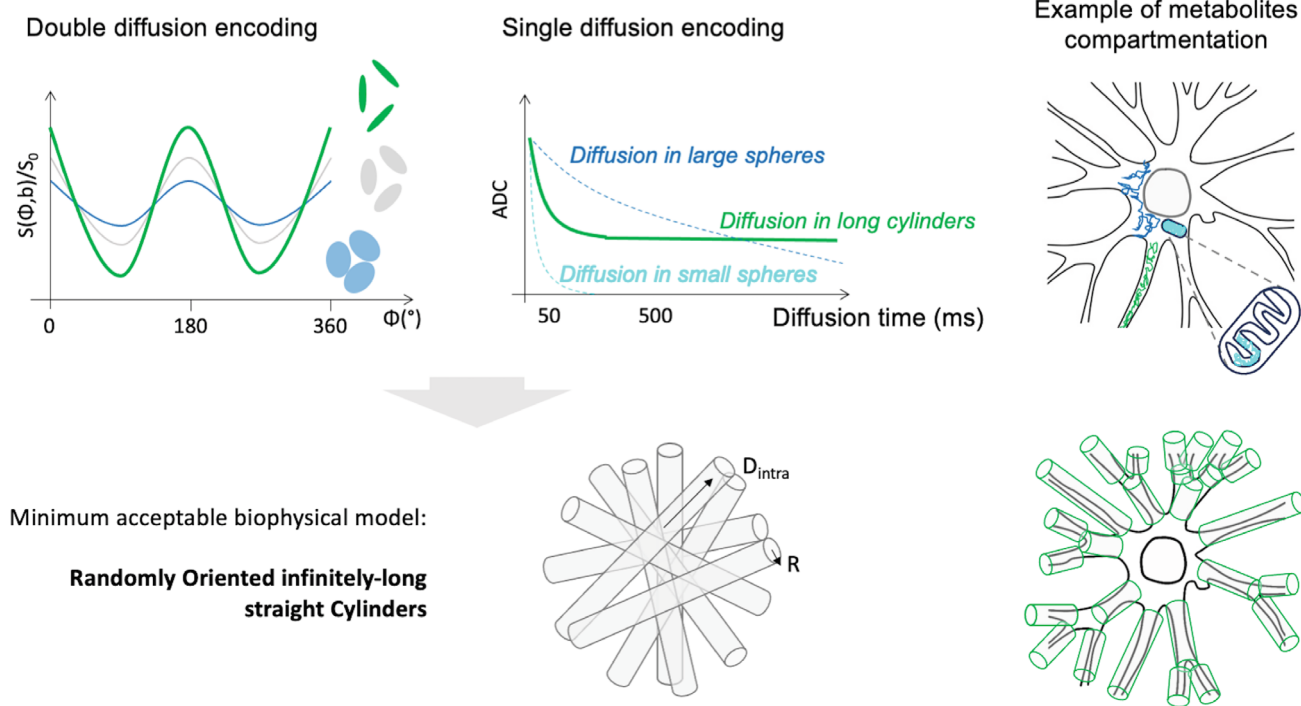 Double diffusion encoding
S(Φ,b)/S₀
0
180
360
Φ(°)
Single diffusion encoding
ADC
Diffusion in large spheres
Diffusion in long cylinders
Diffusion in small spheres
50
500
Diffusion time (ms)
Example of metabolites
compartmentation
Minimum acceptable biophysical model:
Randomly Oriented infinitely-long
straight Cylinders
D_intra
R